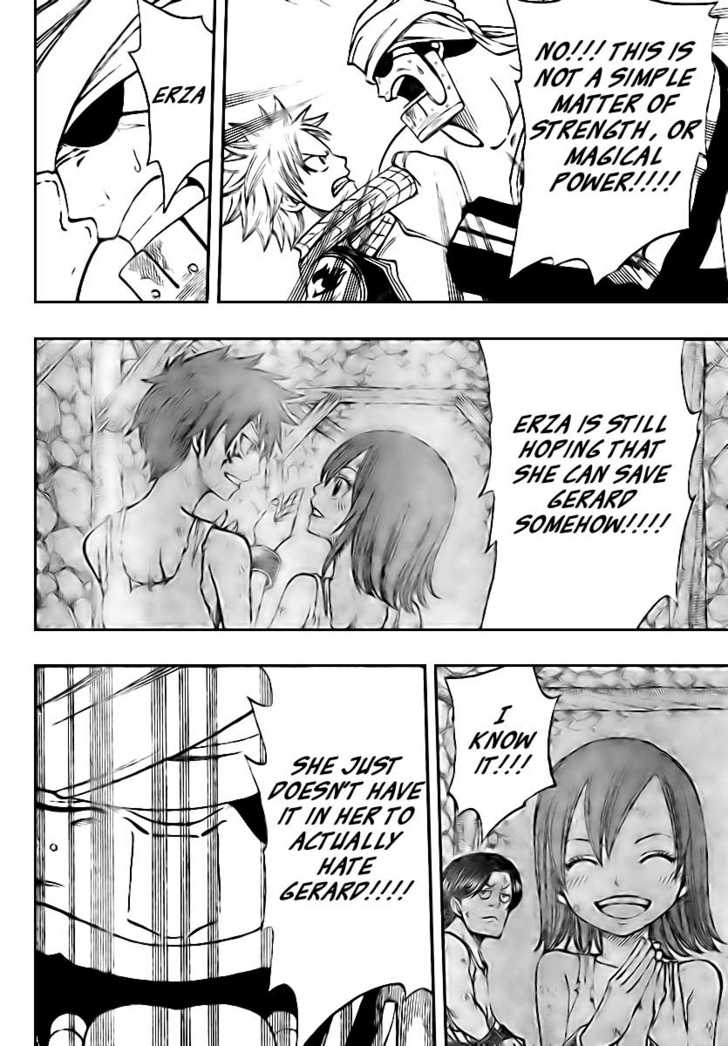 NO!!! THIS IS
NOT A SIMPLE
MATTER OF
STRENGTH, OR
MAGICAL
POWER!!!!
ERZA
ERZA IS STILL
HOPING THAT
SHE CAN SAVE
GERARD
SOMEHOW!!!!
I
KNOW
IT!!!
SHE JUST
DOESN'T HAVE
IT IN HER TO
ACTUALLY
HATE
GERARD!!!!